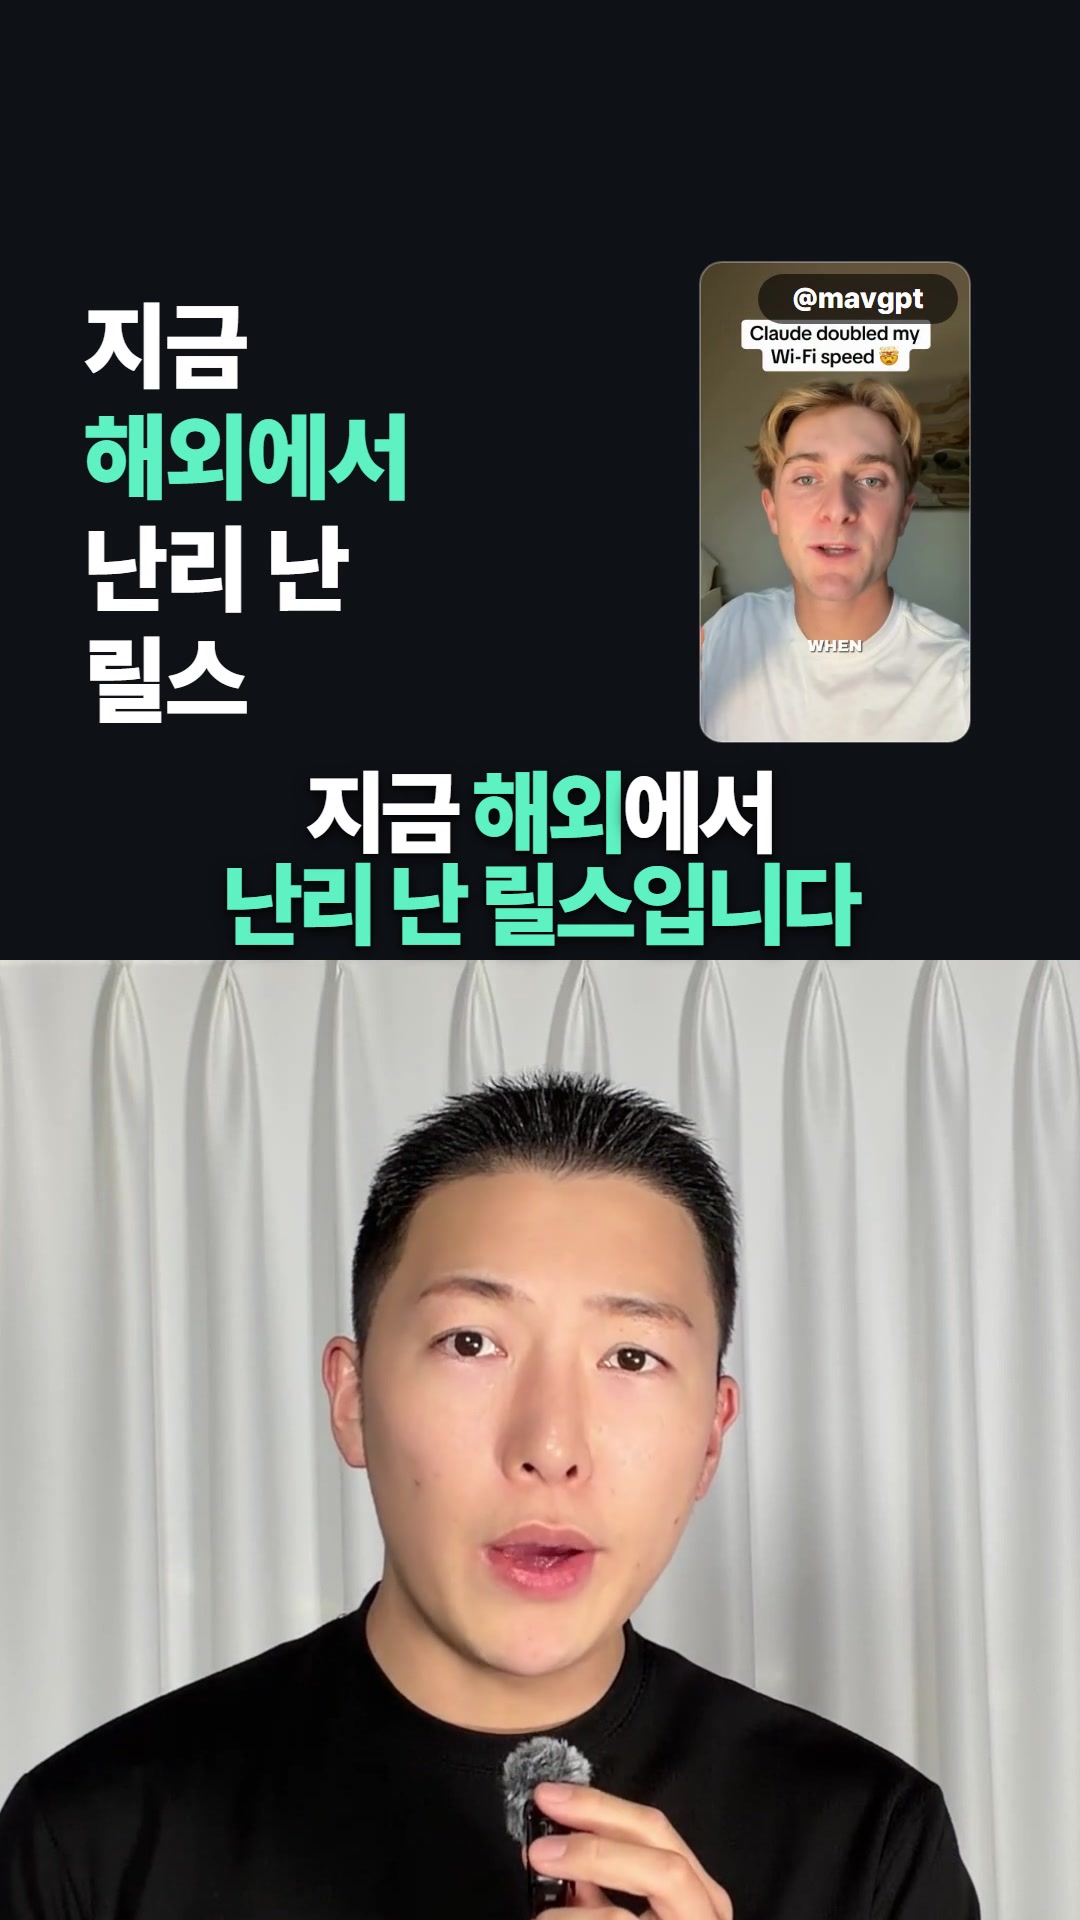 지금
해외에서
난리 난
릴스
@mavgpt
Claude doubled my
Wi-Fi speed 🤯
WHEN
지금 해외에서
난리 난 릴스입니다